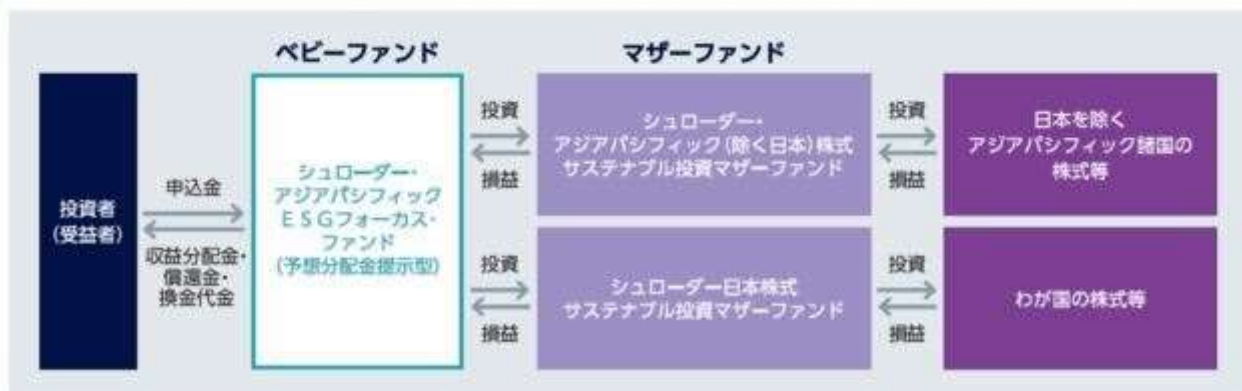 ベビーファンド
マザーファンド
投資者
(受益者)
申込金
収益分配金・
償還金・
換金代金
シュローダー・
アジアパシフィック
ESGフォーカス・
ファンド
(予想分配金提示型)
投資
損益
シュローダー・
アジアパシフィック(除く日本)株式
サステナブル投資マザーファンド
投資
損益
日本を除く
アジアパシフィック諸国の
株式等
投資
損益
シュローダー日本株式
サステナブル投資マザーファンド
投資
損益
わが国の株式等